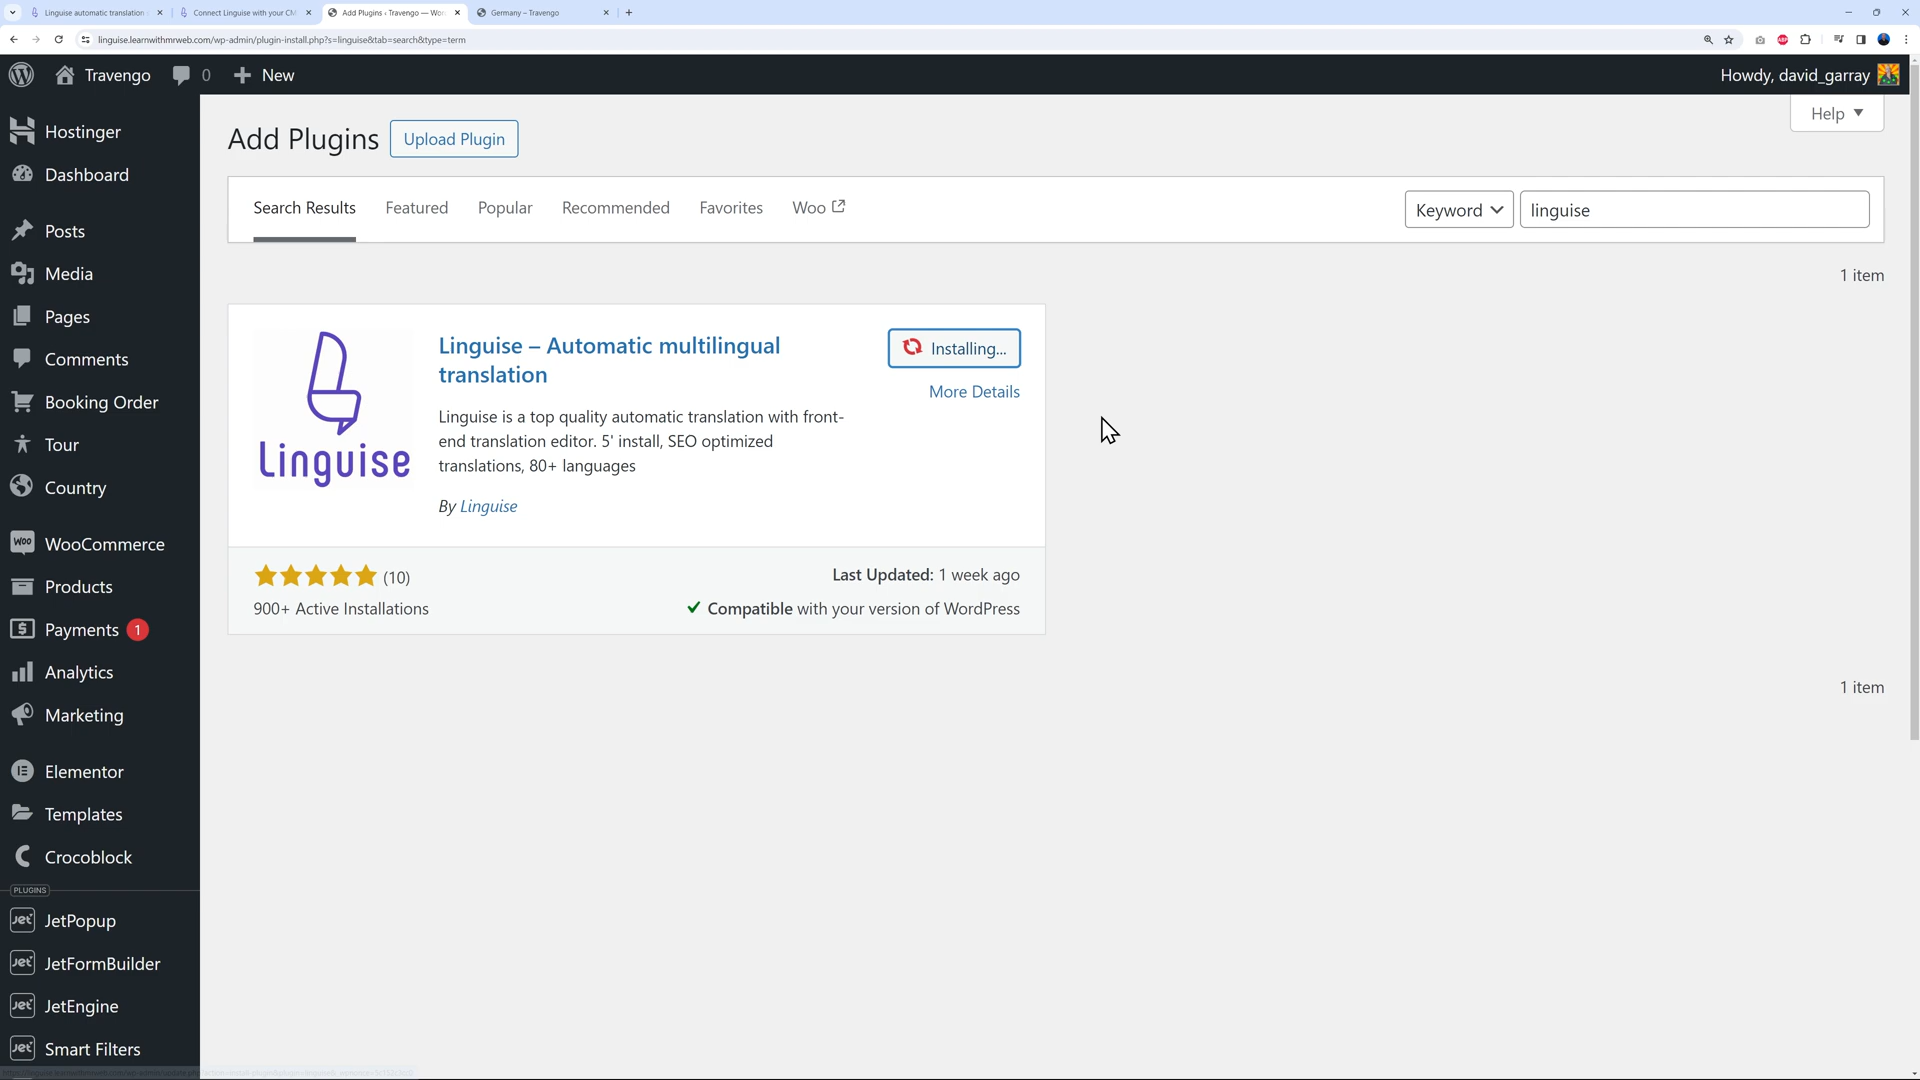 Linguise automatic translation
Connect Linguise with your CM
Add Plugins ‹ Travengo — Wor
Germany – Travengo
linguise.learnwithmrweb.com/wp-admin/plugin-install.php?s=linguise&tab=search&type=term
Travengo
0
New
Howdy, david_garray
Hostinger
Dashboard
Posts
Media
Pages
Comments
Booking Order
Tour
Country
WooCommerce
Products
Payments 1
Analytics
Marketing
Elementor
Templates
Crocoblock
PLUGINS
JetPopup
JetFormBuilder
JetEngine
Smart Filters
Help
Add Plugins
Upload Plugin
Search Results
Featured
Popular
Recommended
Favorites
Woo
Keyword
linguise
1 item
Linguise
Linguise – Automatic multilingual
translation
Installing...
More Details
Linguise is a top quality automatic translation with front-
end translation editor. 5' install, SEO optimized
translations, 80+ languages
By Linguise
(10)
Last Updated: 1 week ago
900+ Active Installations
Compatible with your version of WordPress
1 item